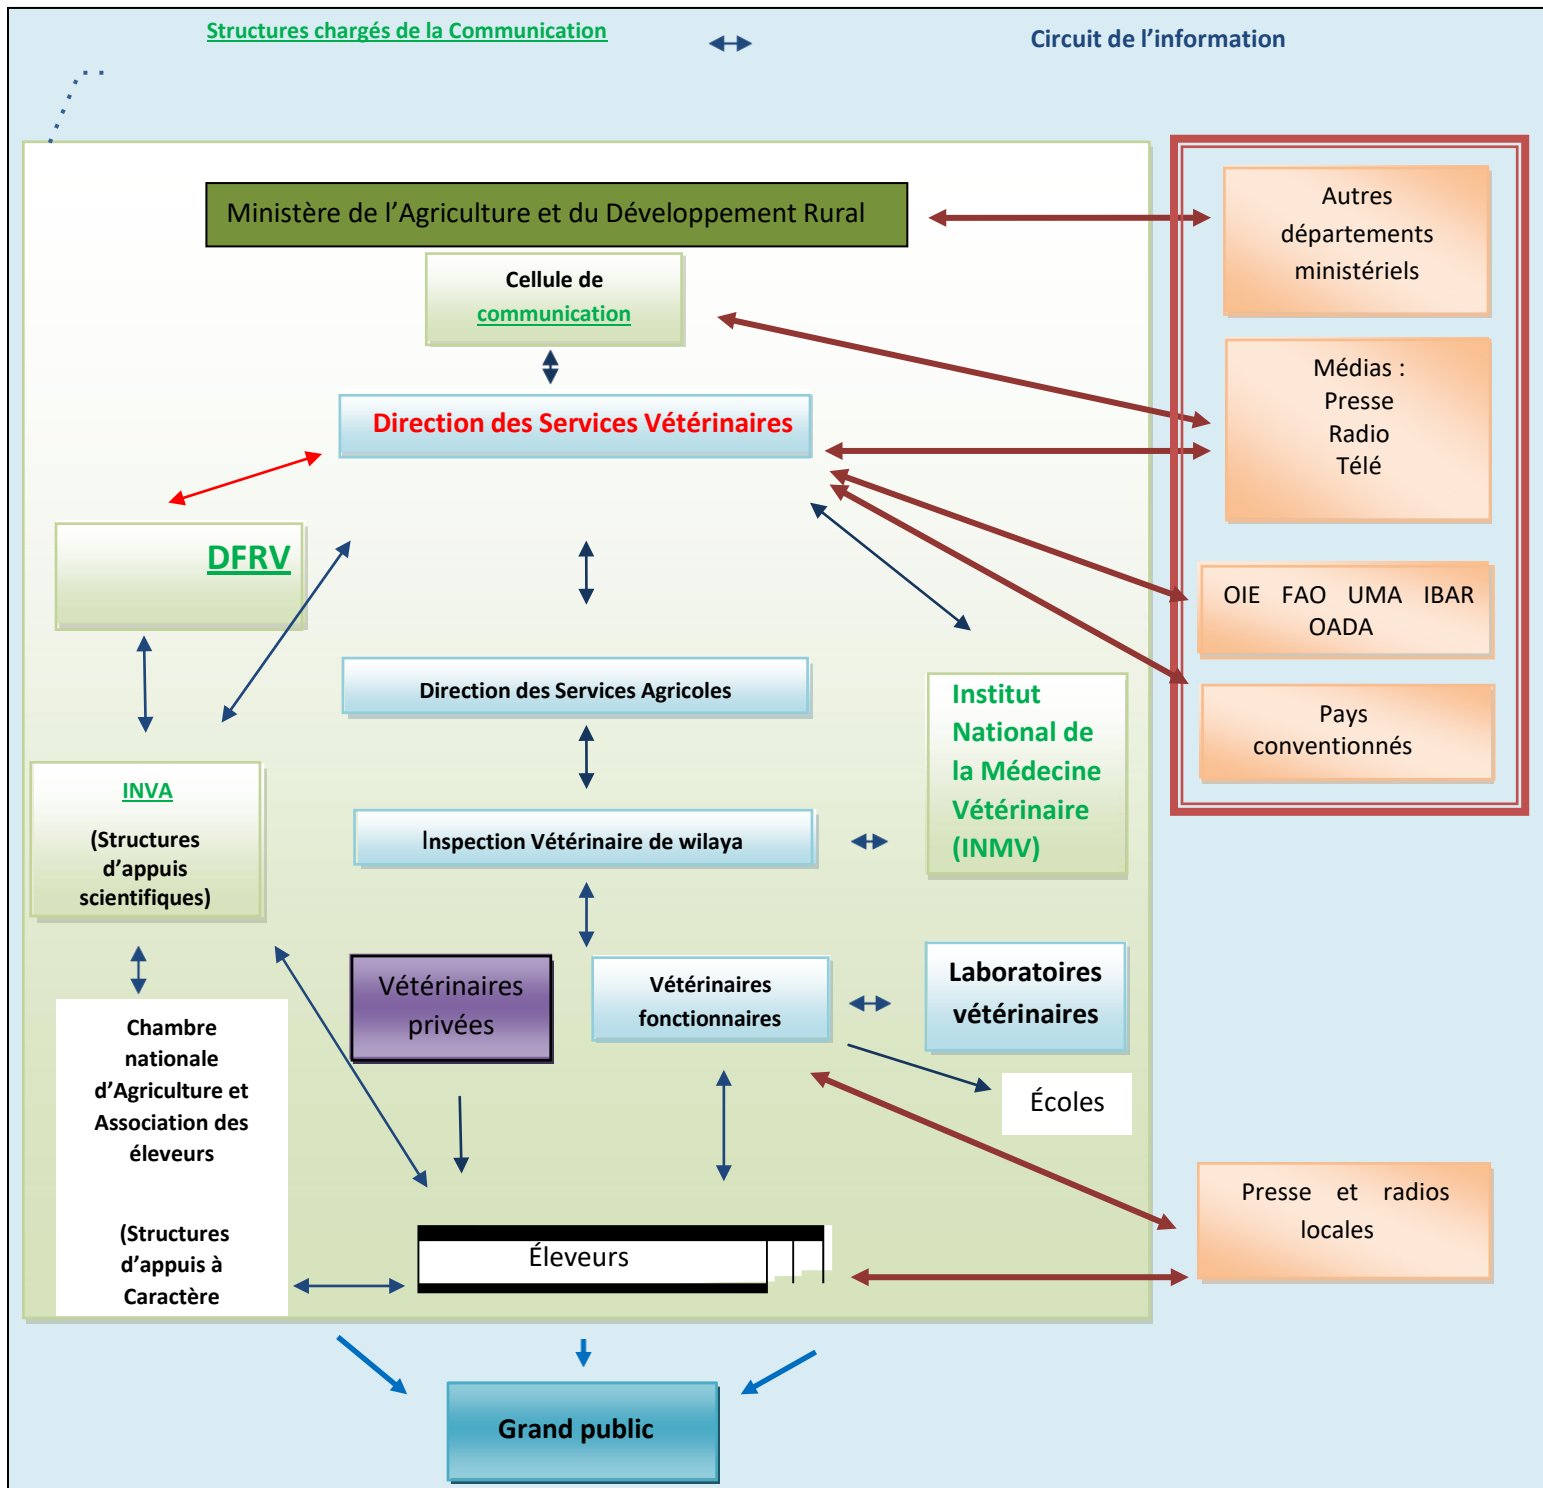 Structures chargés de la Communication
Circuit de l’information
Ministère de l’Agriculture et du Développement Rural
Cellule de
communication
Direction des Services Vétérinaires
DFRV
Direction des Services Agricoles
Institut
National de
la Médecine
Vétérinaire
(INMV)
INVA
(Structures
d’appuis
scientifiques)
Inspection Vétérinaire de wilaya
Vétérinaires
privées
Vétérinaires
fonctionnaires
Laboratoires
vétérinaires
Écoles
Chambre
nationale
d’Agriculture et
Association des
éleveurs
(Structures
d’appuis à
Caractère
Éleveurs
Grand public
Autres
départements
ministériels
Médias :
Presse
Radio
Télé
OIE FAO UMA IBAR
OADA
Pays
conventionnés
Presse et radios
locales